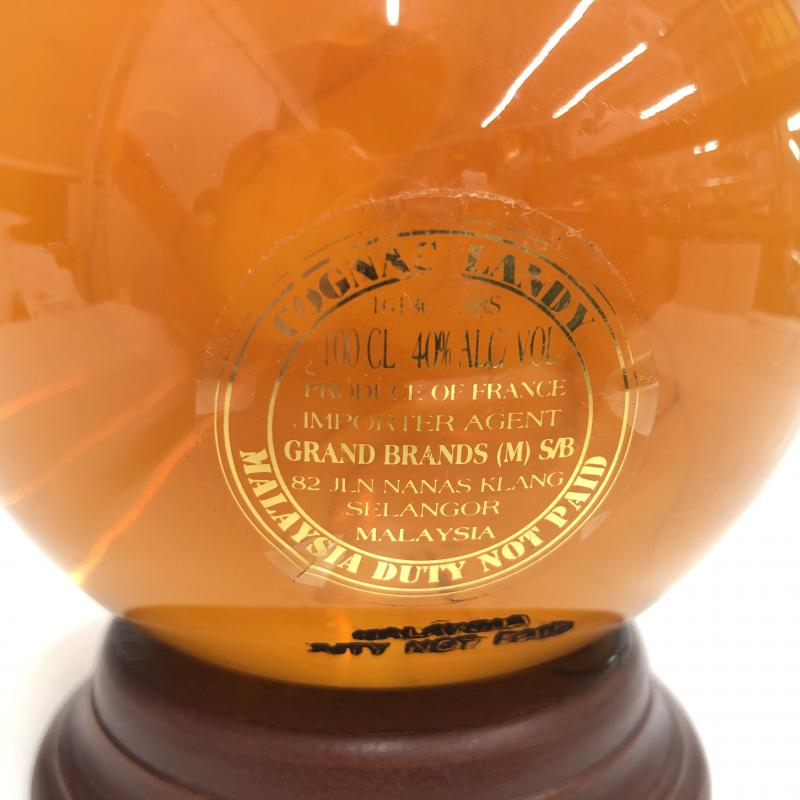 COGNAC LANDY
100 CL 40% ALC VOL
PRODUCE OF FRANCE
IMPORTER AGENT
GRAND BRANDS (M) S/B
82 JLN NANAS KLANG
SELANGOR
MALAYSIA
MALAYSIA DUTY NOT PAID
MALAYSIA
DUTY NOT PAID